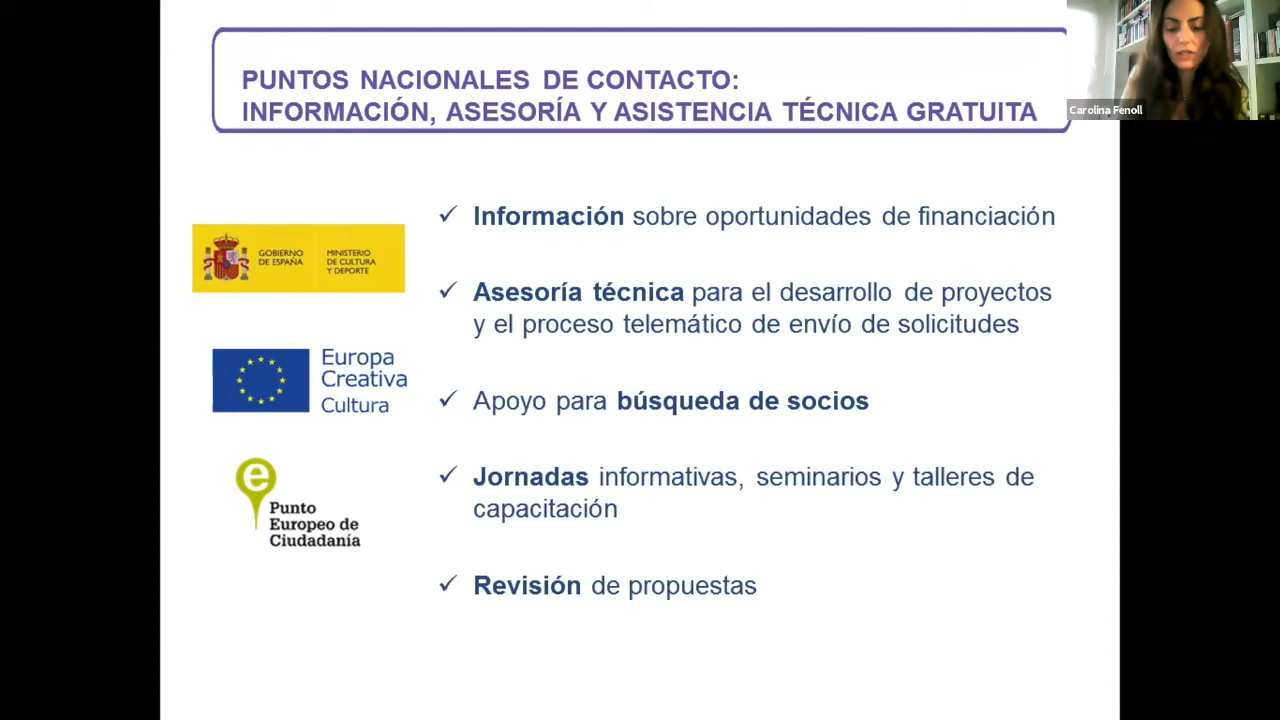 PUNTOS NACIONALES DE CONTACTO:
INFORMACIÓN, ASESORÍA Y ASISTENCIA TÉCNICA GRATUITA
Carolina Fenoll
✓ Información sobre oportunidades de financiación
GOBIERNO
DE ESPAÑA
MINISTERIO
DE CULTURA
Y DEPORTE
✓ Asesoría técnica para el desarrollo de proyectos
y el proceso telemático de envío de solicitudes
Europa
Creativa
Cultura
✓ Apoyo para búsqueda de socios
✓ Jornadas informativas, seminarios y talleres de
capacitación
e
Punto
Europeo de
Ciudadanía
✓ Revisión de propuestas